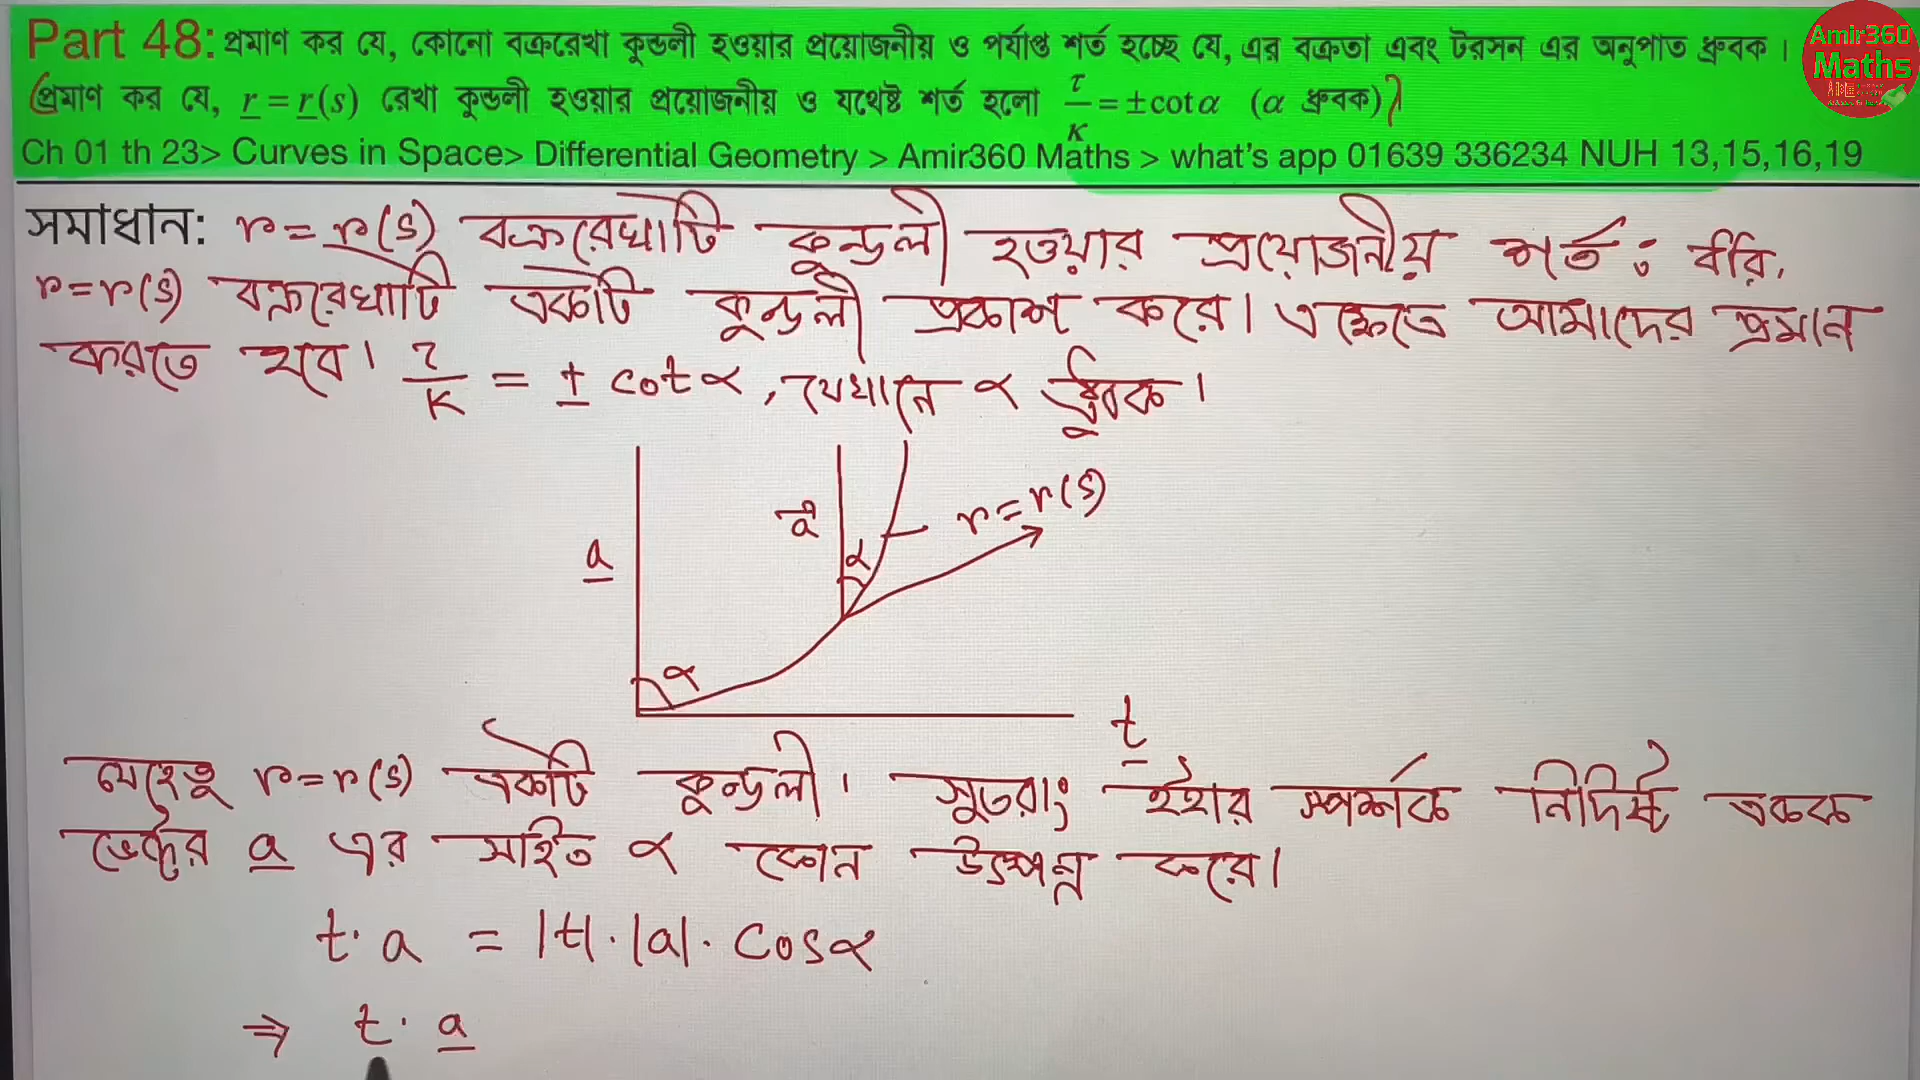 Part 48: প্রমাণ কর যে, কোনো বক্ররেখা কুন্ডলী হওয়ার প্রয়োজনীয় ও পর্যাপ্ত শর্ত হচ্ছে যে, এর বক্রতা এবং টরসন এর অনুপাত ধ্রুবক ।
(প্রমাণ কর যে, r = r(s) রেখা কুন্ডলী হওয়ার প্রয়োজনীয় ও যথেষ্ট শর্ত হলো τ/κ = ±cotα (α ধ্রুবক))
Ch 01 th 23> Curves in Space> Differential Geometry > Amir360 Maths > what's app 01639 336234 NUH 13,15,16,19
Amir360
Maths
সমাধান: r = r(s) বক্ররেখাটি কুন্ডলী হওয়ার প্রয়োজনীয় শর্ত : ধরি,
r = r(s) বক্ররেখাটি একটি কুন্ডলী প্রকাশ করে। এক্ষেত্রে আমাদের প্রমান
করতে হবে। τ/κ = ± cotα, যেখানে α ধ্রুবক।
a
a
α
r = r(s)
α
t
যেহেতু r = r(s) একটি কুন্ডলী। সুতরাং ইহার স্পর্শক নির্দিষ্ট একক
ভেক্টর a এর সহিত α কোন উৎপন্ন করে।
t · a = |t| · |a| · cosα
⇒ t · a